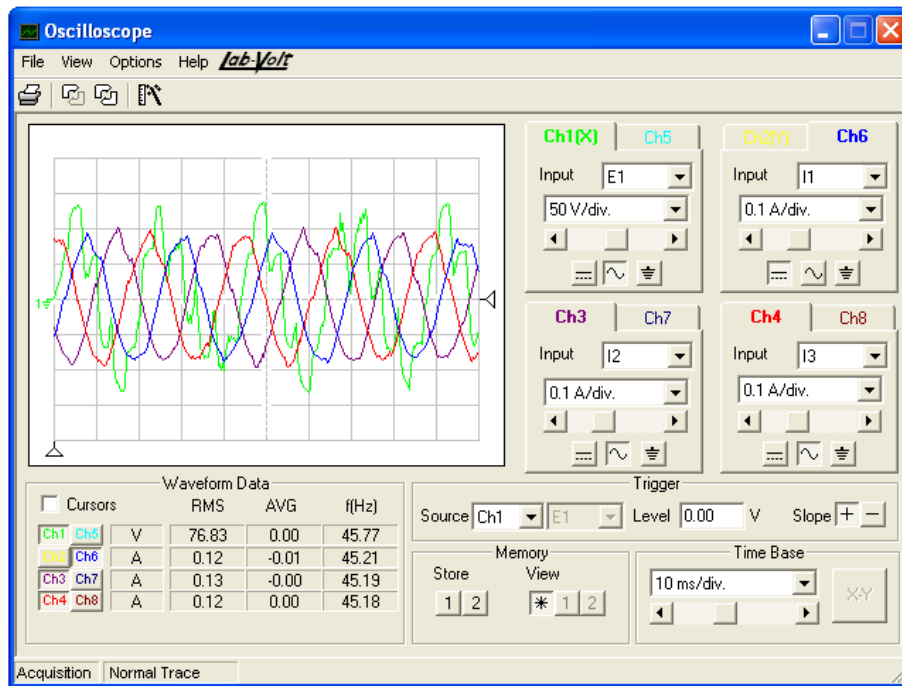 Oscilloscope
File View Options Help Lab-Volt
Ch1(X) Ch5
Input E1
50 V/div.
Ch2(Y) Ch6
Input I1
0.1 A/div.
1
Ch3 Ch7
Input I2
0.1 A/div.
Ch4 Ch8
Input I3
0.1 A/div.
Waveform Data
Cursors RMS AVG f(Hz)
Ch1 Ch5 V 76.83 0.00 45.77
Ch2 Ch6 A 0.12 -0.01 45.21
Ch3 Ch7 A 0.13 -0.00 45.19
Ch4 Ch8 A 0.12 0.00 45.18
Trigger
Source Ch1 E1 Level 0.00 V Slope + -
Memory
Store View
1 2 * 1 2
Time Base
10 ms/div.
X-Y
Acquisition Normal Trace